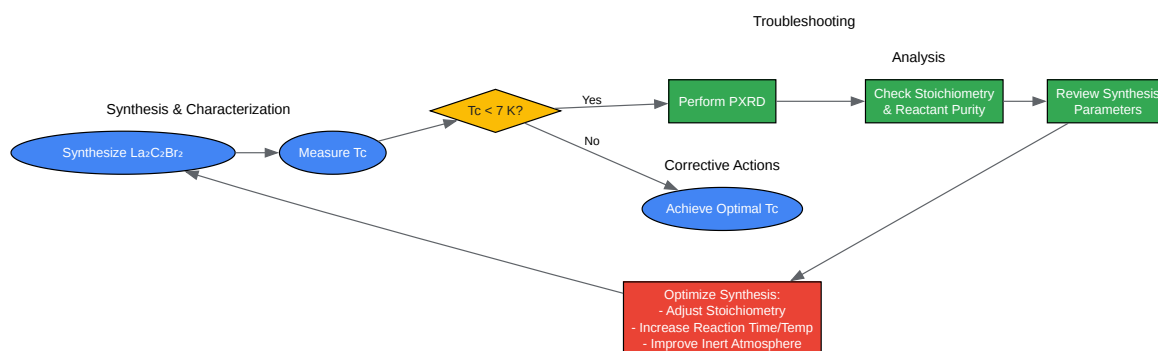 Troubleshooting
Analysis
Synthesis & Characterization
Tc < 7 K?
Yes
No
Perform PXRD
Check Stoichiometry
& Reactant Purity
Review Synthesis
Parameters
Synthesize La₂C₂Br₂
Measure Tc
Corrective Actions
Achieve Optimal Tc
Optimize Synthesis:
- Adjust Stoichiometry
- Increase Reaction Time/Temp
- Improve Inert Atmosphere